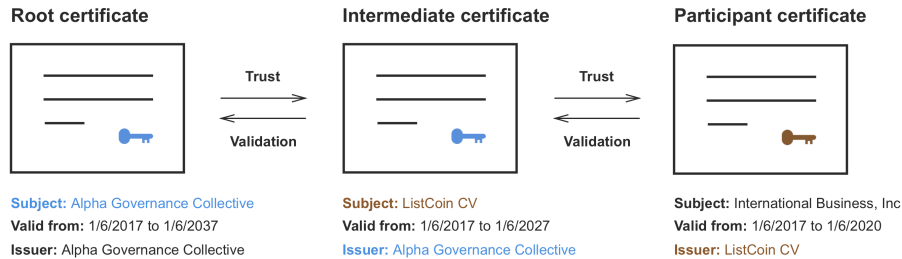 Root certificate
Intermediate certificate
Participant certificate
Trust
Validation
Trust
Validation
Subject: Alpha Governance Collective
Valid from: 1/6/2017 to 1/6/2037
Issuer: Alpha Governance Collective
Subject: ListCoin CV
Valid from: 1/6/2017 to 1/6/2027
Issuer: Alpha Governance Collective
Subject: International Business, Inc
Valid from: 1/6/2017 to 1/6/2020
Issuer: ListCoin CV